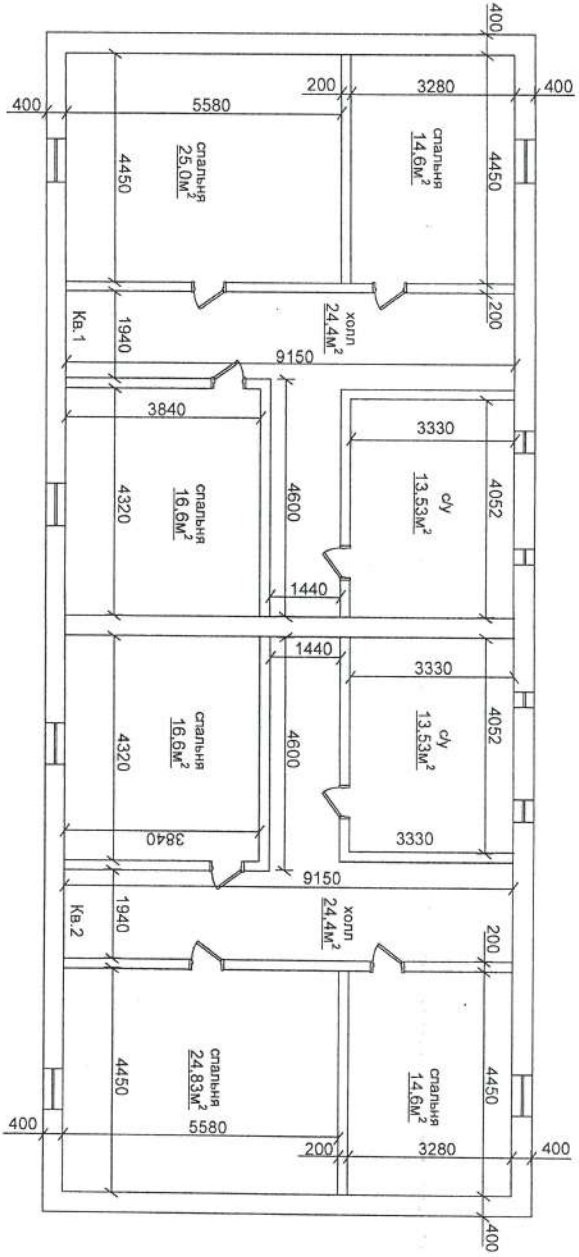 400
400
200
3280
400
5580
4450
спальня
25,0м²
4450
спальня
14,6м²
200
холл
24,4м²
Кв.1
1940
9150
3840
3330
4320
спальня
16,6м²
4600
с/у
13,53м²
4052
1440
1440
3330
4320
спальня
16,6м²
4600
с/у
13,53м²
4052
3840
3330
9150
Кв.2
1940
холл
24,4м²
200
4450
спальня
24,83м²
4450
спальня
14,6м²
400
5580
200
3280
400
400